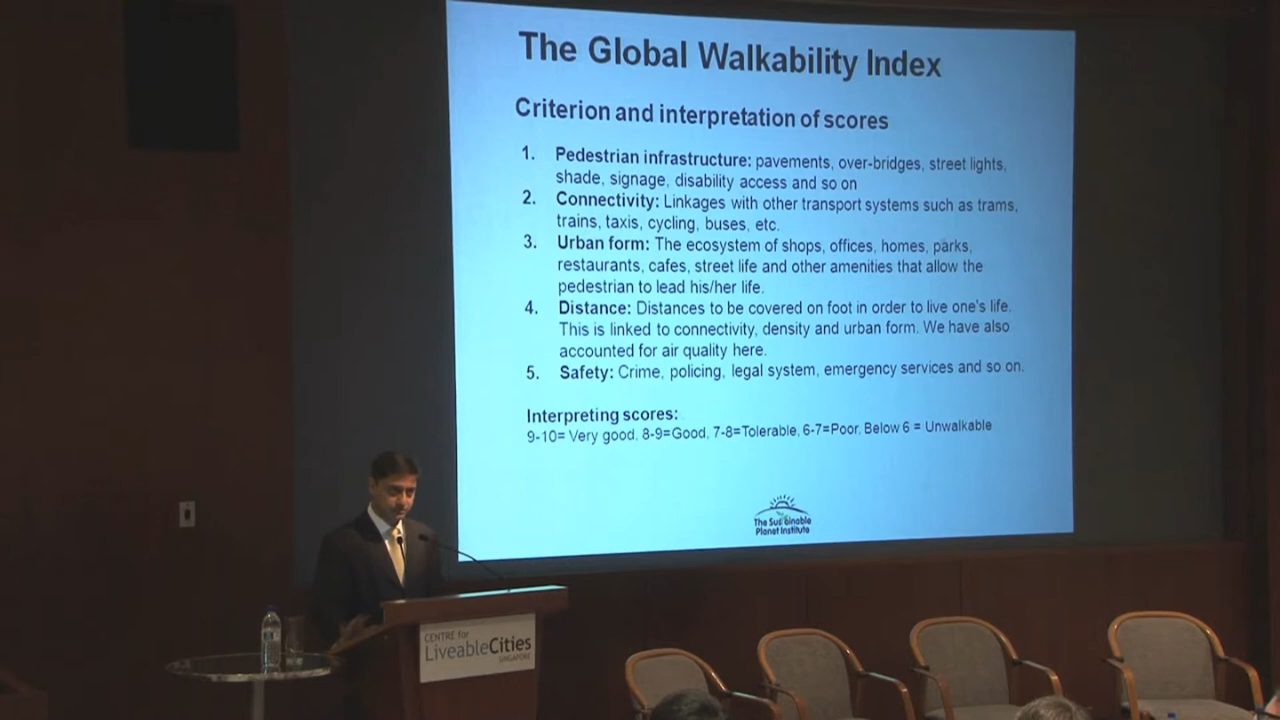 The Global Walkability Index
Criterion and interpretation of scores
1. Pedestrian infrastructure: pavements, over-bridges, street lights,
shade, signage, disability access and so on
2. Connectivity: Linkages with other transport systems such as trams,
trains, taxis, cycling, buses, etc.
3. Urban form: The ecosystem of shops, offices, homes, parks,
restaurants, cafes, street life and other amenities that allow the
pedestrian to lead his/her life.
4. Distance: Distances to be covered on foot in order to live one's life.
This is linked to connectivity, density and urban form. We have also
accounted for air quality here.
5. Safety: Crime, policing, legal system, emergency services and so on.
Interpreting scores:
9-10= Very good, 8-9=Good, 7-8=Tolerable, 6-7=Poor, Below 6 = Unwalkable
The Sustainable
Planet Institute
CENTRE for
LiveableCities
SINGAPORE